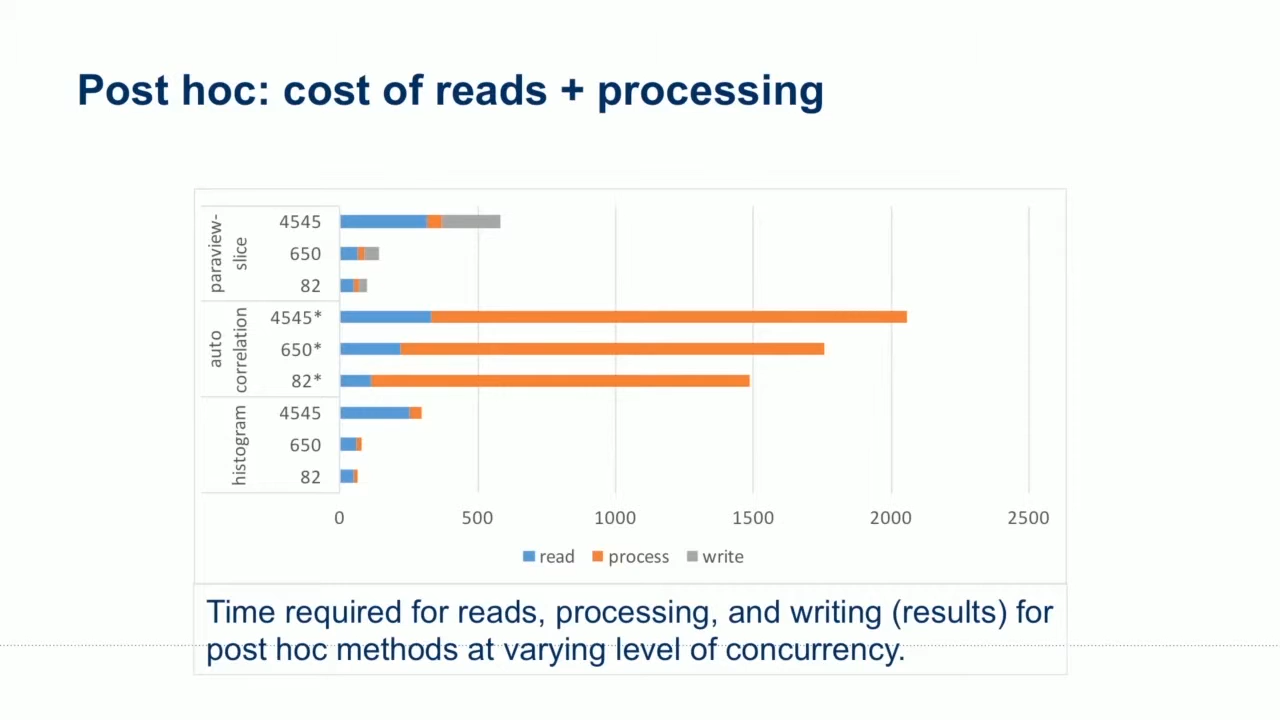 Post hoc: cost of reads + processing
paraview-
slice
4545
650
82
auto
correlation
4545*
650*
82*
histogram
4545
650
82
0 500 1000 1500 2000 2500
read process write
Time required for reads, processing, and writing (results) for
post hoc methods at varying level of concurrency.